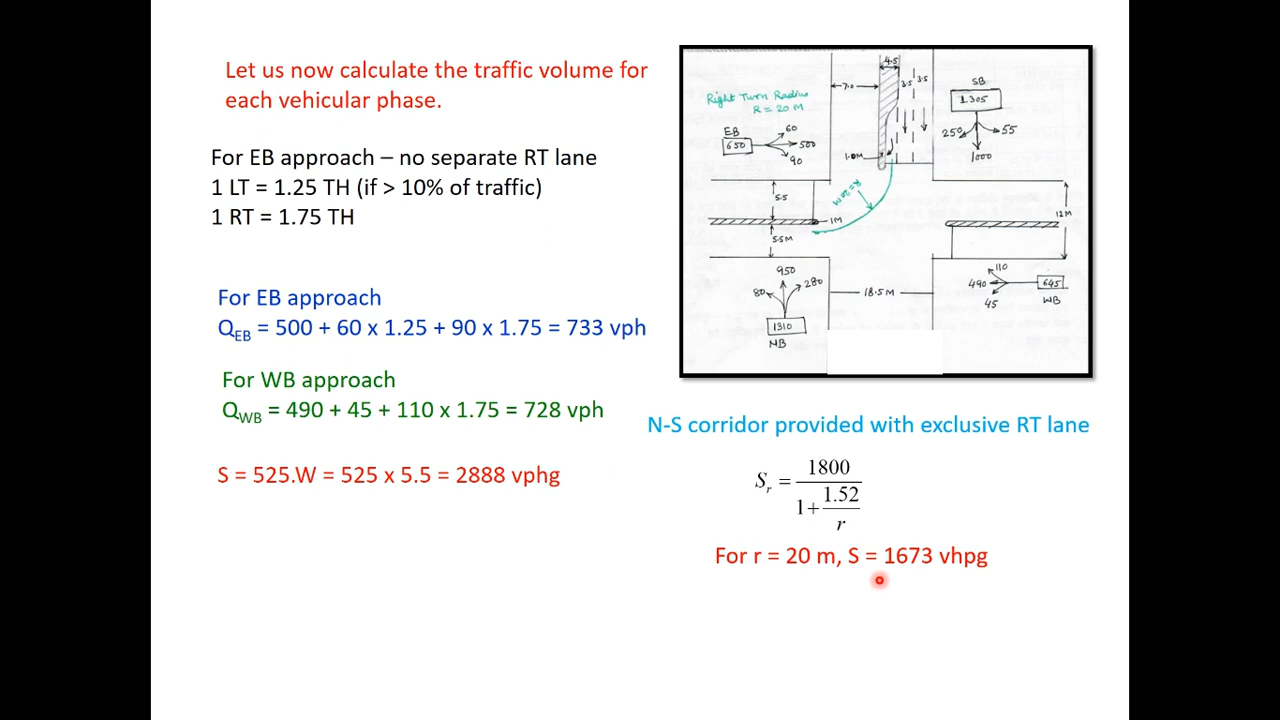 Let us now calculate the traffic volume for
each vehicular phase.
For EB approach – no separate RT lane
1 LT = 1.25 TH (if > 10% of traffic)
1 RT = 1.75 TH
For EB approach
Q_EB = 500 + 60 x 1.25 + 90 x 1.75 = 733 vph
For WB approach
Q_WB = 490 + 45 + 110 x 1.75 = 728 vph
S = 525.W = 525 x 5.5 = 2888 vphg
4.5
7.0
3.5 3.5
Right Turn Radius
R = 20 M
SB
1305
250
55
1000
EB
650
60
500
90
1.0M
R=20 M
5.5
1M
5.5M
12M
950
80
280
1310
NB
18.5M
110
490
45
645
WB
N-S corridor provided with exclusive RT lane
S_r = 1800 / (1 + 1.52 / r)
For r = 20 m, S = 1673 vhpg